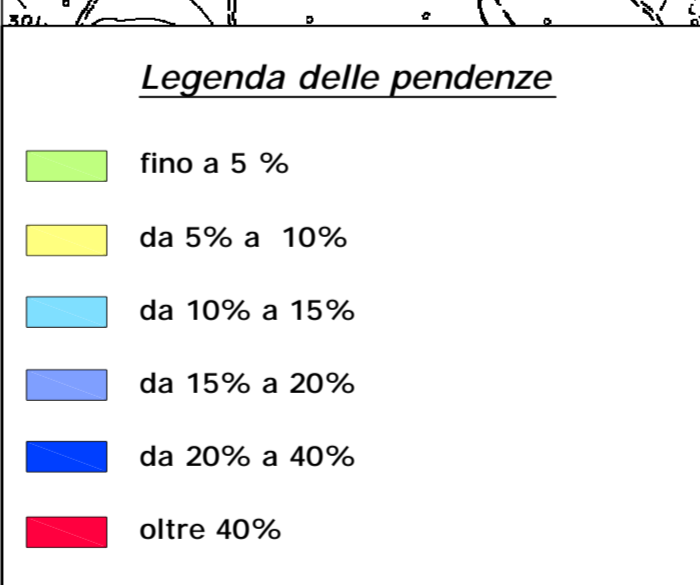 301
Legenda delle pendenze
fino a 5 %
da 5% a 10%
da 10% a 15%
da 15% a 20%
da 20% a 40%
oltre 40%